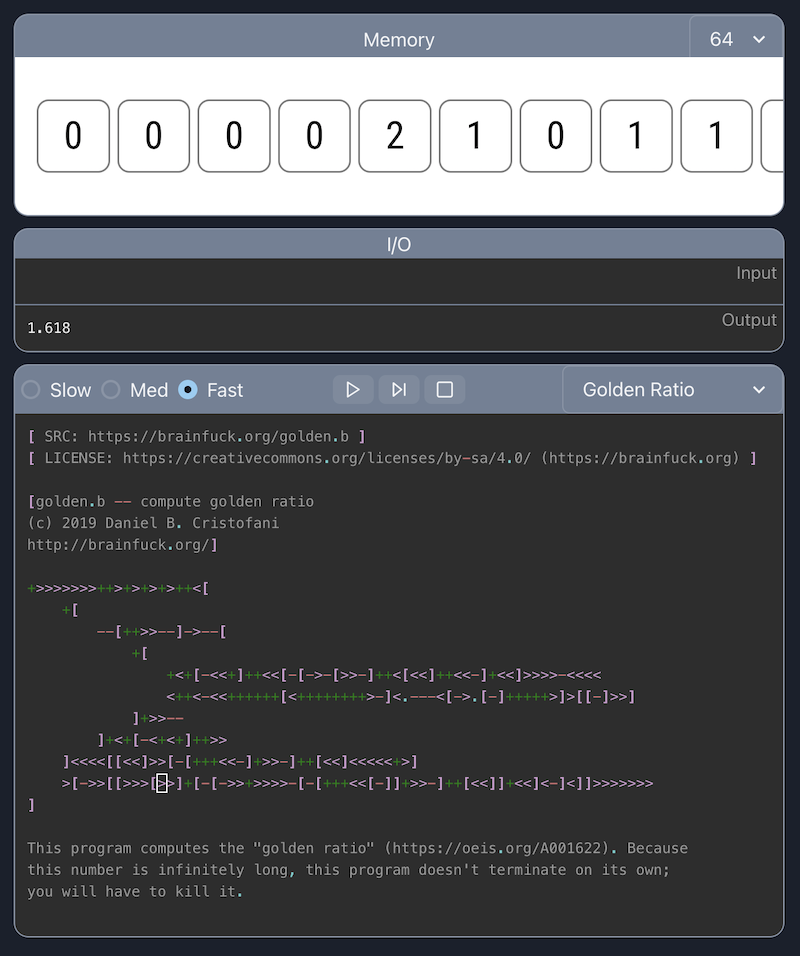 Memory
64
0 0 0 0 2 1 0 1 1
I/O
Input
Output
1.618
Slow Med Fast Golden Ratio
[ SRC: https://brainfuck.org/golden.b ]
[ LICENSE: https://creativecommons.org/licenses/by-sa/4.0/ (https://brainfuck.org) ]
[golden.b -- compute golden ratio
(c) 2019 Daniel B. Cristofani
http://brainfuck.org/]
+>>>>>>>++>+>+>+>++<[
+[
--[++>>--]->--[
+[
+<+[-<<+]++<<[-[->-[>>-]++<[<<]++<<-]+<<]>>>>-<<<<
<++<-<<++++++[<++++++++>-]<.---<[->.[-]+++++>]>[[-]>>]
]+>>--
]+<+[-<+<+]++>>
]<<<<[[<<]>>[-[+++<<-]+>>-]++[<<]<<<<<+>]
>[->>[[>>>[>>]+[-[->>+>>>>-[-[+++<<[-]]+>>-]++[<<]]+<<]<-]<]]>>>>>>>
]
This program computes the "golden ratio" (https://oeis.org/A001622). Because
this number is infinitely long, this program doesn't terminate on its own;
you will have to kill it.